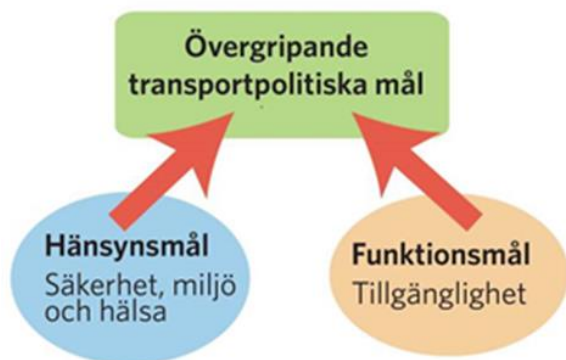 Övergripande
transportpolitiska mål
Hänsynsmål
Säkerhet, miljö
och hälsa
Funktionsmål
Tillgänglighet